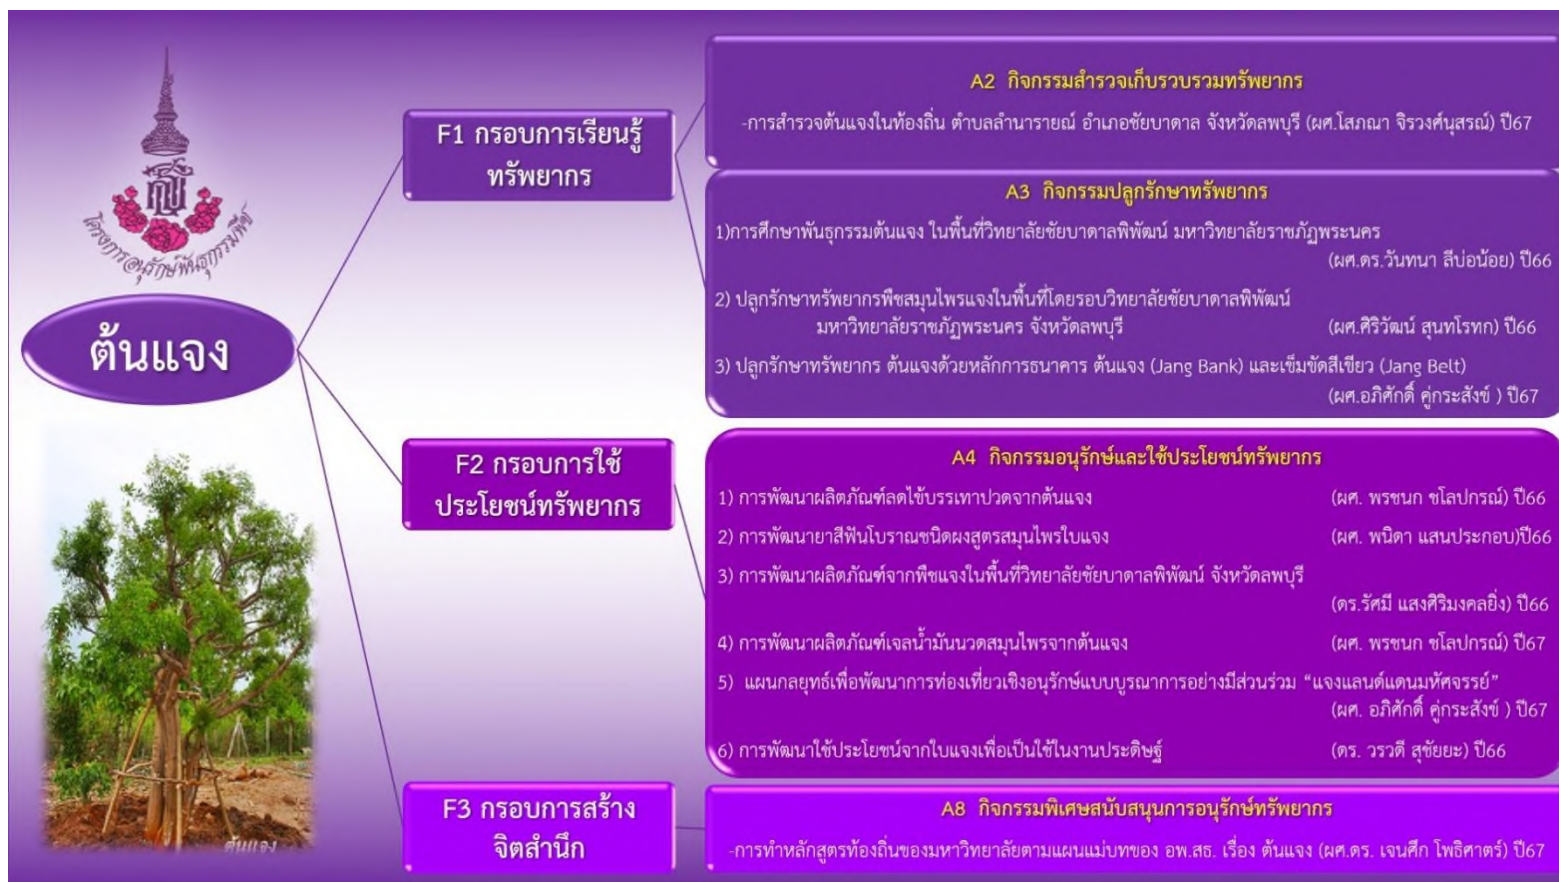 โครงการอนุรักษ์พันธุกรรมพืช
ต้นแจง
ต้นแจง
F1 กรอบการเรียนรู้
ทรัพยากร
A2 กิจกรรมสำรวจเก็บรวบรวมทรัพยากร
-การสำรวจต้นแจงในท้องถิ่น ตำบลลำนารายณ์ อำเภอชัยบาดาล จังหวัดลพบุรี (ผศ.โสภณา จิรวงศ์นุสรณ์) ปี67
A3 กิจกรรมปลูกรักษาทรัพยากร
1)การศึกษาพันธุกรรมต้นแจง ในพื้นที่วิทยาลัยชัยบาดาลพิพัฒน์ มหาวิทยาลัยราชภัฏพระนคร
(ผศ.ดร.วันทนา ลีบ่อน้อย) ปี66
2) ปลูกรักษาทรัพยากรพืชสมุนไพรแจงในพื้นที่โดยรอบวิทยาลัยชัยบาดาลพิพัฒน์
มหาวิทยาลัยราชภัฏพระนคร จังหวัดลพบุรี (ผศ.ศิริวัฒน์ สุนทโรทก) ปี66
3) ปลูกรักษาทรัพยากร ต้นแจงด้วยหลักการธนาคาร ต้นแจง (Jang Bank) และเข็มขัดสีเขียว (Jang Belt)
(ผศ.อภิศักดิ์ คู่กระสังข์ ) ปี67
F2 กรอบการใช้
ประโยชน์ทรัพยากร
A4 กิจกรรมอนุรักษ์และใช้ประโยชน์ทรัพยากร
1) การพัฒนาผลิตภัณฑ์ลดไข้บรรเทาปวดจากต้นแจง (ผศ. พรชนก ชโลปกรณ์) ปี66
2) การพัฒนายาสีฟันโบราณชนิดผงสูตรสมุนไพรใบแจง (ผศ. พนิดา แสนประกอบ)ปี66
3) การพัฒนาผลิตภัณฑ์จากพืชแจงในพื้นที่วิทยาลัยชัยบาดาลพิพัฒน์ จังหวัดลพบุรี
(ดร.รัศมี แสงศิริมงคลยิ่ง) ปี66
4) การพัฒนาผลิตภัณฑ์เจลน้ำมันนวดสมุนไพรจากต้นแจง (ผศ. พรชนก ชโลปกรณ์) ปี67
5) แผนกลยุทธ์เพื่อพัฒนาการท่องเที่ยวเชิงอนุรักษ์แบบบูรณาการอย่างมีส่วนร่วม “แจงแลนด์แดนมหัศจรรย์”
(ผศ. อภิศักดิ์ คู่กระสังข์ ) ปี67
6) การพัฒนาใช้ประโยชน์จากใบแจงเพื่อเป็นใช้ในงานประดิษฐ์ (ดร. วรวดี สุชัยยะ) ปี66
F3 กรอบการสร้าง
จิตสำนึก
A8 กิจกรรมพิเศษสนับสนุนการอนุรักษ์ทรัพยากร
-การทำหลักสูตรท้องถิ่นของมหาวิทยาลัยตามแผนแม่บทของ อพ.สธ. เรื่อง ต้นแจง (ผศ.ดร. เจนศึก โพธิศาตร์) ปี67